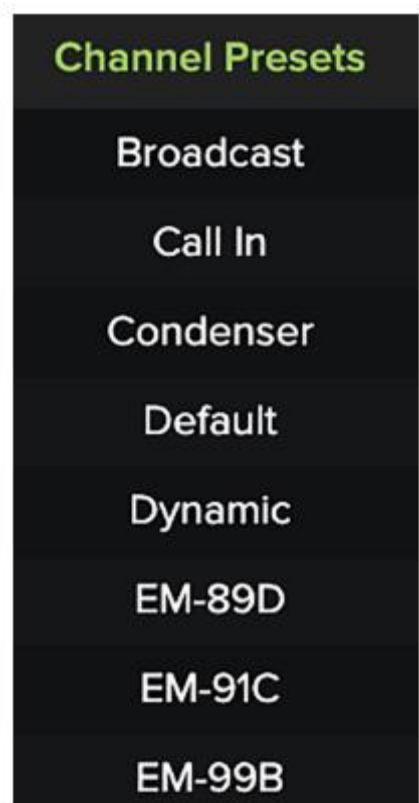 Channel Presets
Broadcast
Call In
Condenser
Default
Dynamic
EM-89D
EM-91C
EM-99B